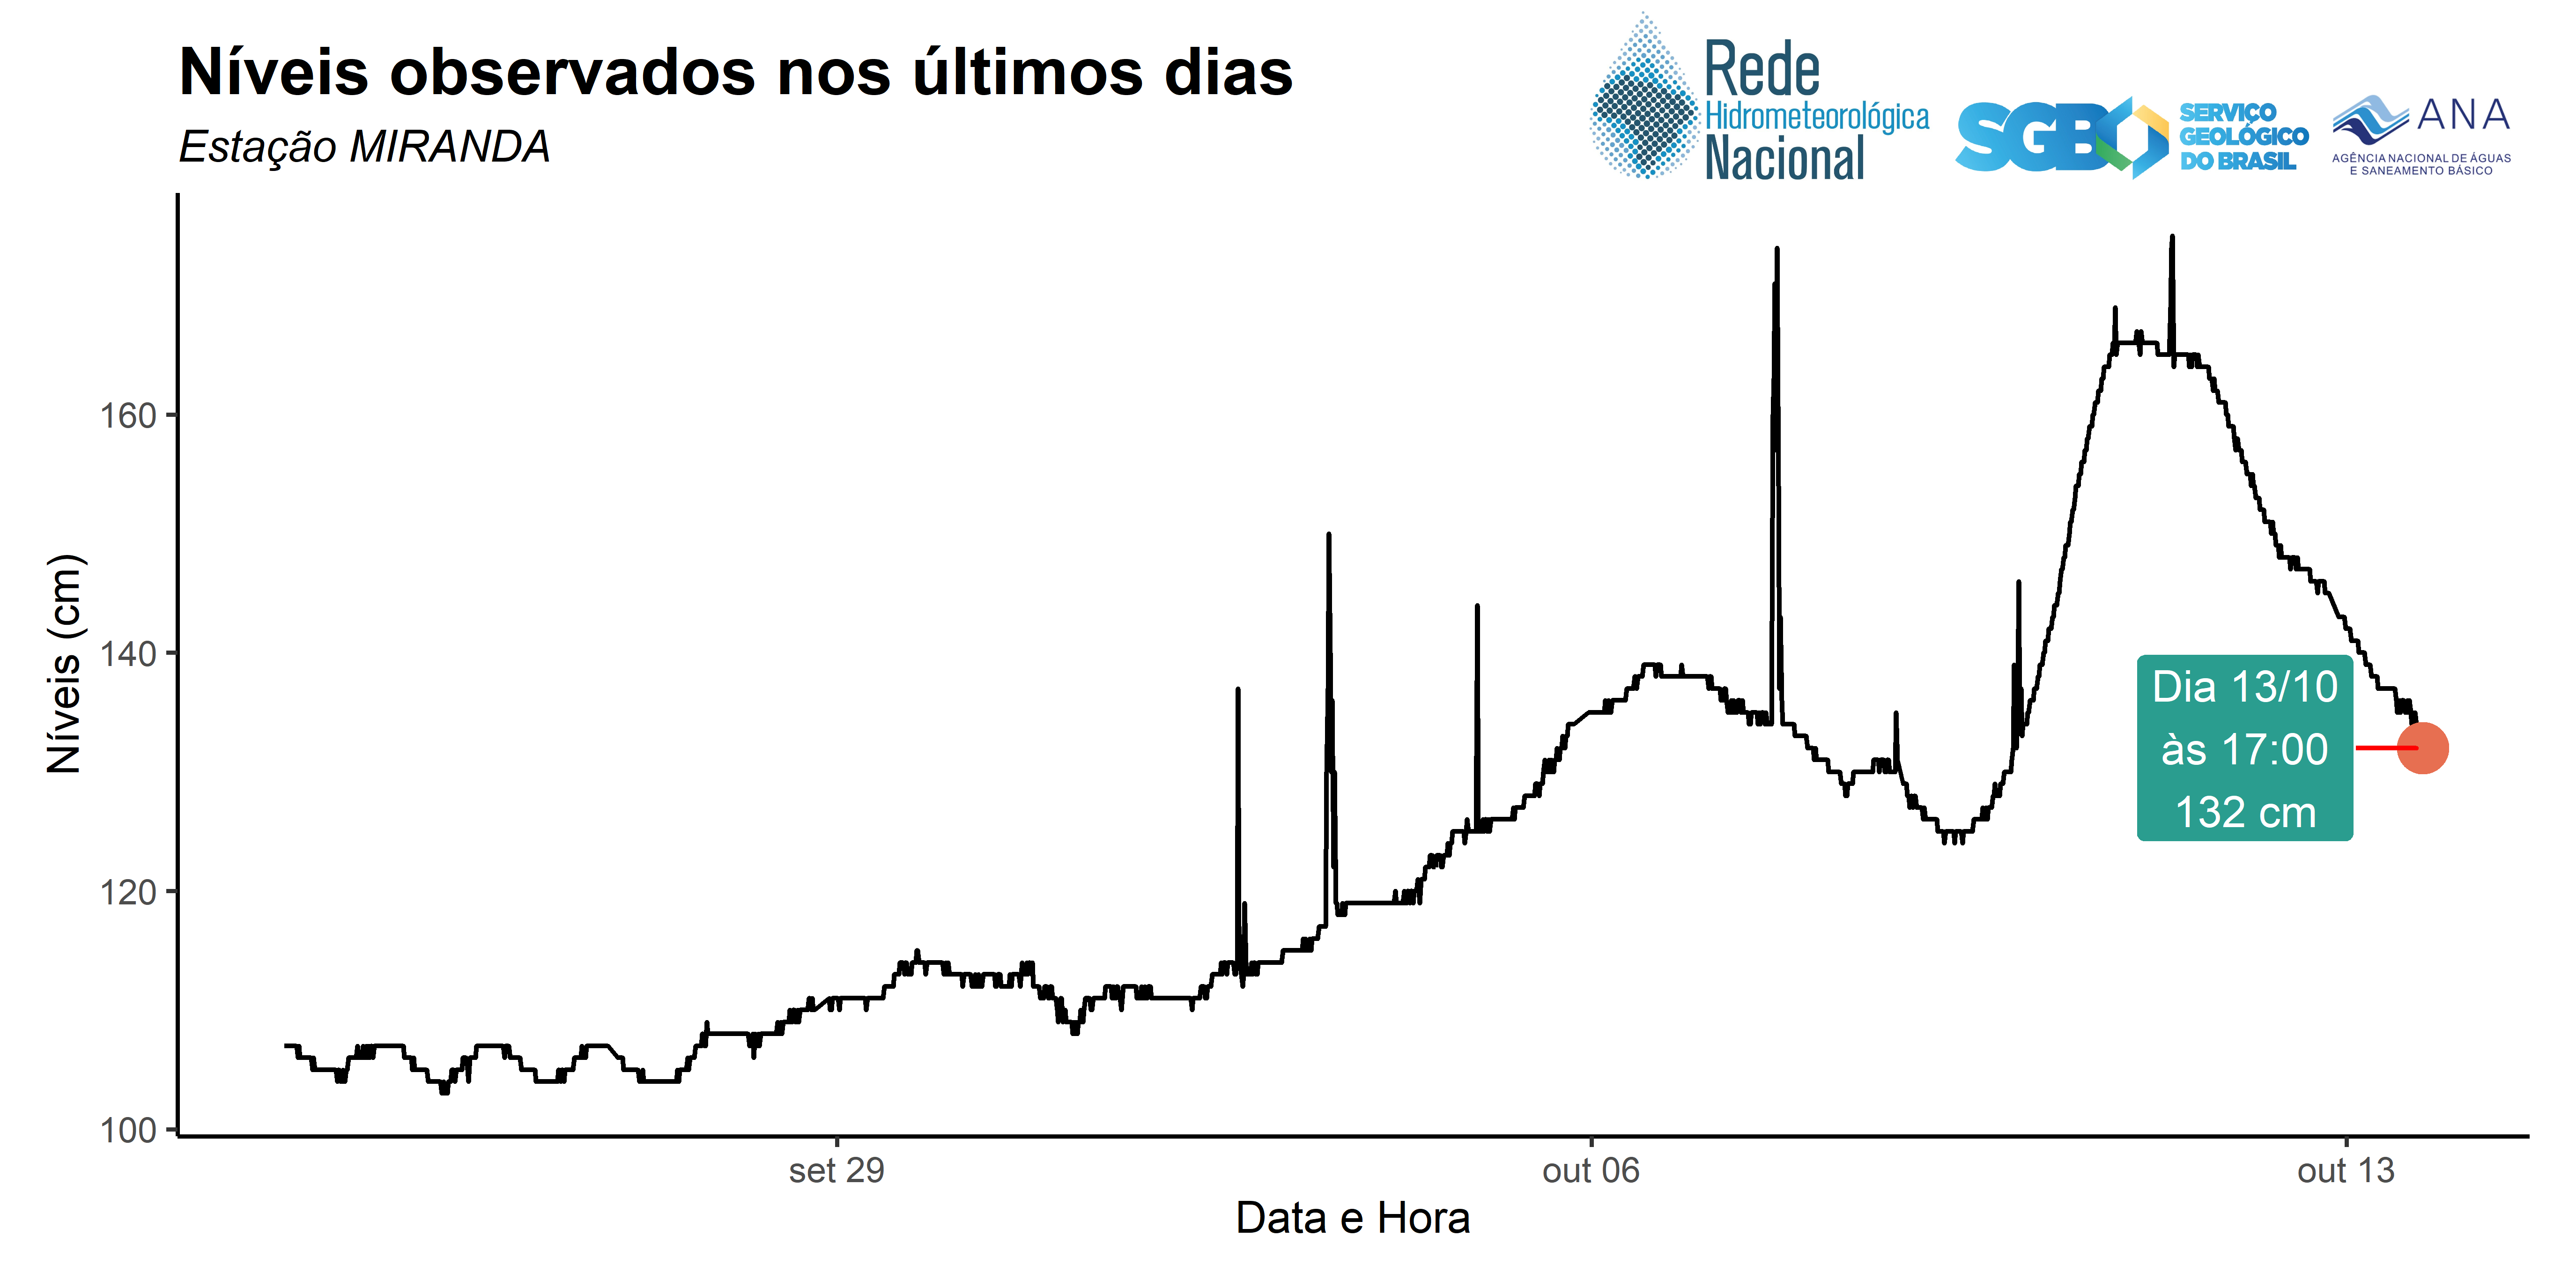 Níveis observados nos últimos dias
Estação MIRANDA
Rede
Hidrometeorológica
Nacional
SGB
SERVIÇO
GEOLÓGICO
DO BRASIL
ANA
AGÊNCIA NACIONAL DE ÁGUAS
E SANEAMENTO BÁSICO
Níveis (cm)
160
140
120
100
Dia 13/10
às 17:00
132 cm
set 29
out 06
out 13
Data e Hora